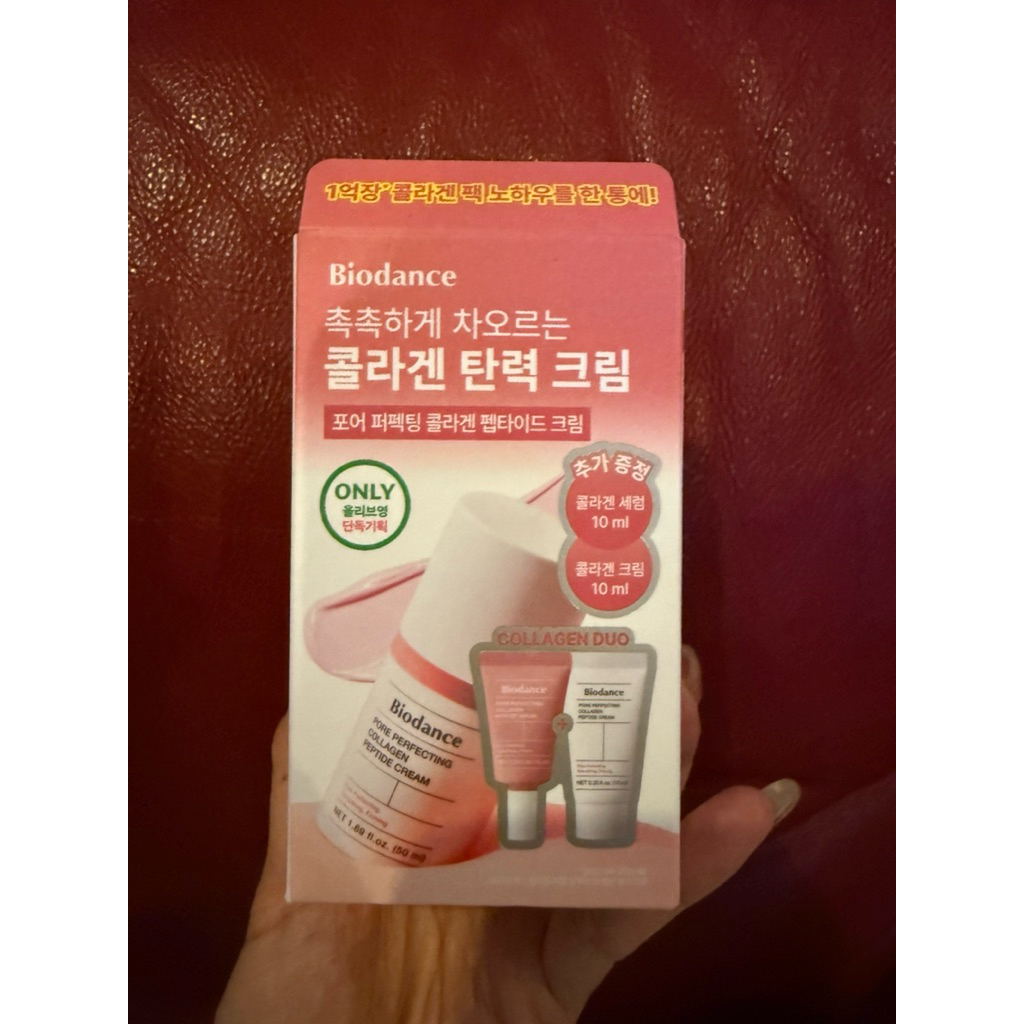 1억장* 콜라겐 팩 노하우를 한 통에!
Biodance
촉촉하게 차오르는
콜라겐 탄력 크림
포어 퍼펙팅 콜라겐 펩타이드 크림
ONLY
올리브영
단독기획
추가 증정
콜라겐 세럼
10 ml
콜라겐 크림
10 ml
COLLAGEN DUO
Biodance
PORE PERFECTING
COLLAGEN
PEPTIDE CREAM
Firming
NET 1.69 fl.oz. (50 ml)
Biodance
PORE PERFECTING
COLLAGEN
+
Biodance
PORE PERFECTING
COLLAGEN
PEPTIDE CREAM